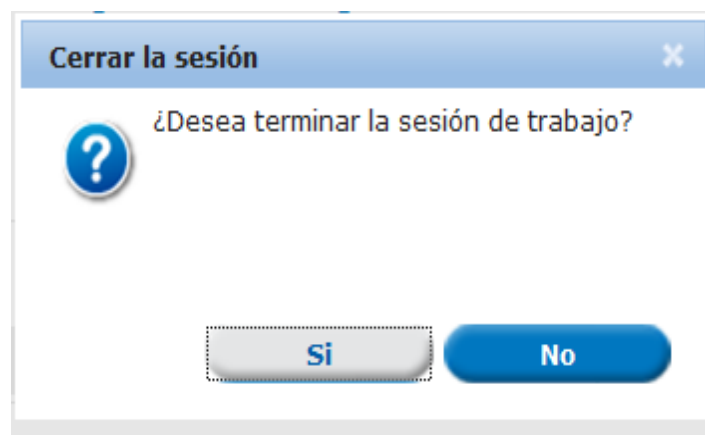 Cerrar la sesión
¿Desea terminar la sesión de trabajo?
Si
No